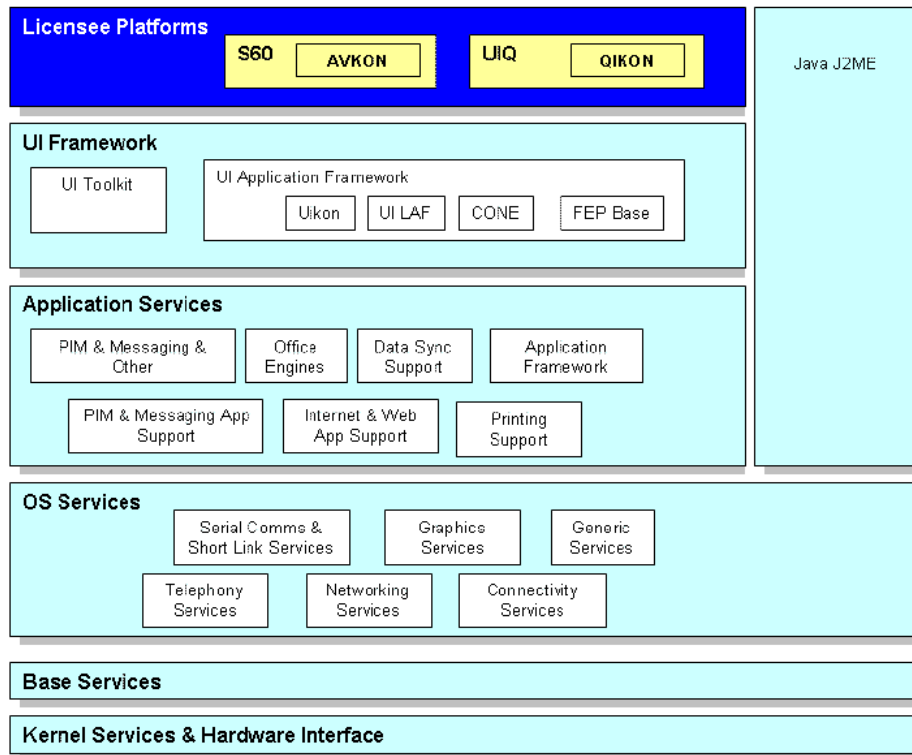 Licensee Platforms
S60
AVKON
UIQ
QIKON
Java J2ME
UI Framework
UI Toolkit
UI Application Framework
Uikon
UI LAF
CONE
FEP Base
Application Services
PIM & Messaging &
Other
Office
Engines
Data Sync
Support
Application
Framework
PIM & Messaging App
Support
Internet & Web
App Support
Printing
Support
OS Services
Serial Comms &
Short Link Services
Graphics
Services
Generic
Services
Telephony
Services
Networking
Services
Connectivity
Services
Base Services
Kernel Services & Hardware Interface